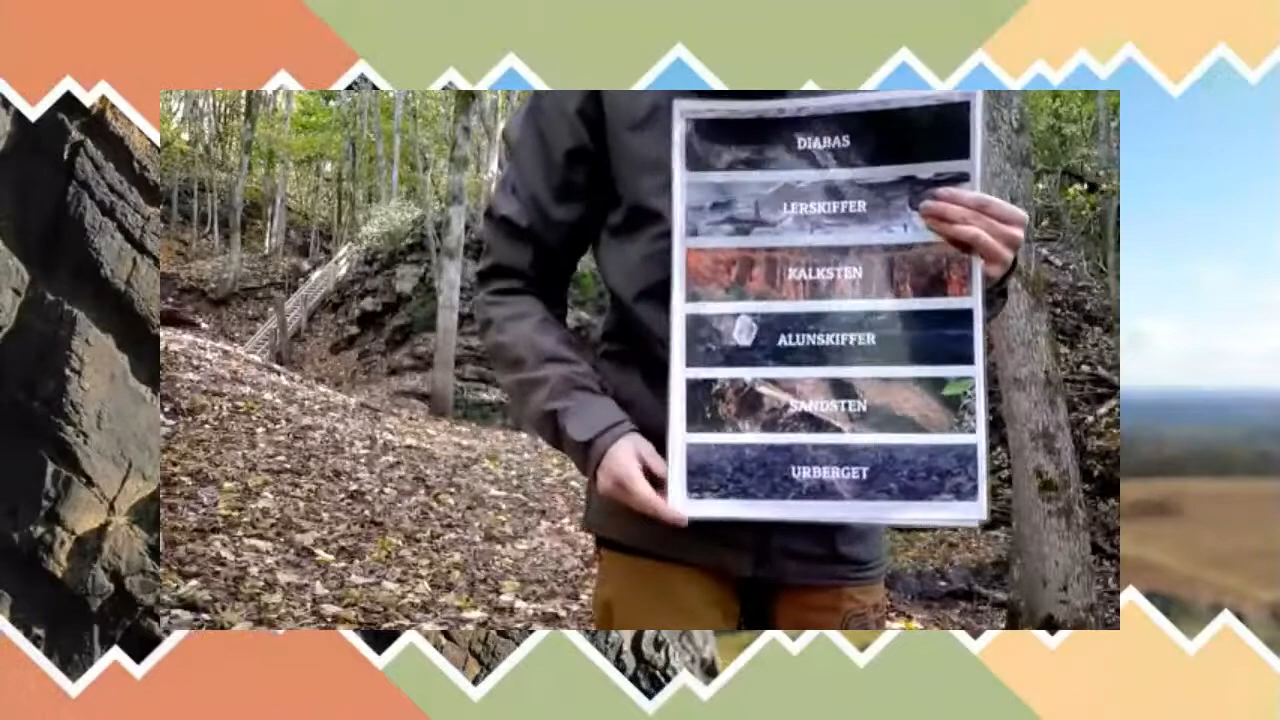 DIABAS
LERSKIFFER
KALKSTEN
ALUNSKIFFER
SANDSTEN
URBERGET